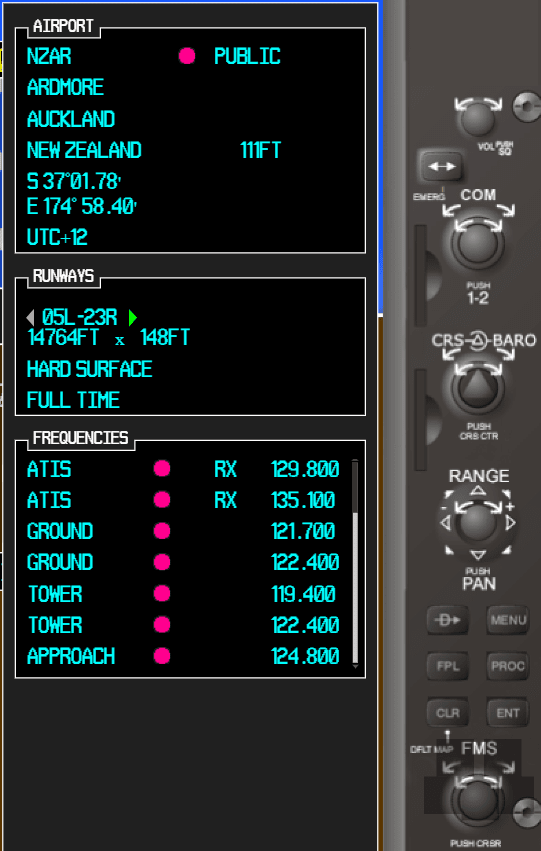 AIRPORT
NZAR PUBLIC
ARDMORE
AUCKLAND
NEW ZEALAND 111FT
S 37°01.78'
E 174°58.40'
UTC+12
RUNWAYS
05L-23R
14764FT x 148FT
HARD SURFACE
FULL TIME
FREQUENCIES
ATIS RX 129.800
ATIS RX 135.100
GROUND 121.700
GROUND 122.400
TOWER 119.400
TOWER 122.400
APPROACH 124.800
VOL PUSH SQ
EMERG COM
PUSH
1-2
CRS BARO
PUSH
CRS CTR
RANGE
- +
PUSH
PAN
D MENU
FPL PROC
CLR ENT
DFLT MAP FMS
PUSH CRSR